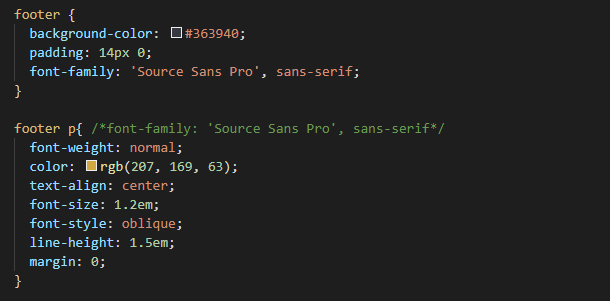 footer {
background-color: #363940;
padding: 14px 0;
font-family: 'Source Sans Pro', sans-serif;
}
footer p{ /*font-family: 'Source Sans Pro', sans-serif*/
font-weight: normal;
color: rgb(207, 169, 63);
text-align: center;
font-size: 1.2em;
font-style: oblique;
line-height: 1.5em;
margin: 0;
}